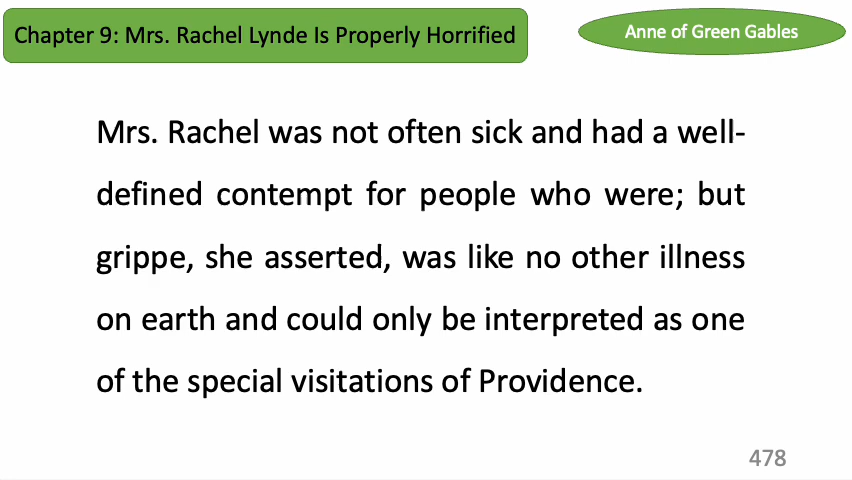 Chapter 9: Mrs. Rachel Lynde Is Properly Horrified
Anne of Green Gables
Mrs. Rachel was not often sick and had a well-
defined contempt for people who were; but
grippe, she asserted, was like no other illness
on earth and could only be interpreted as one
of the special visitations of Providence.
478